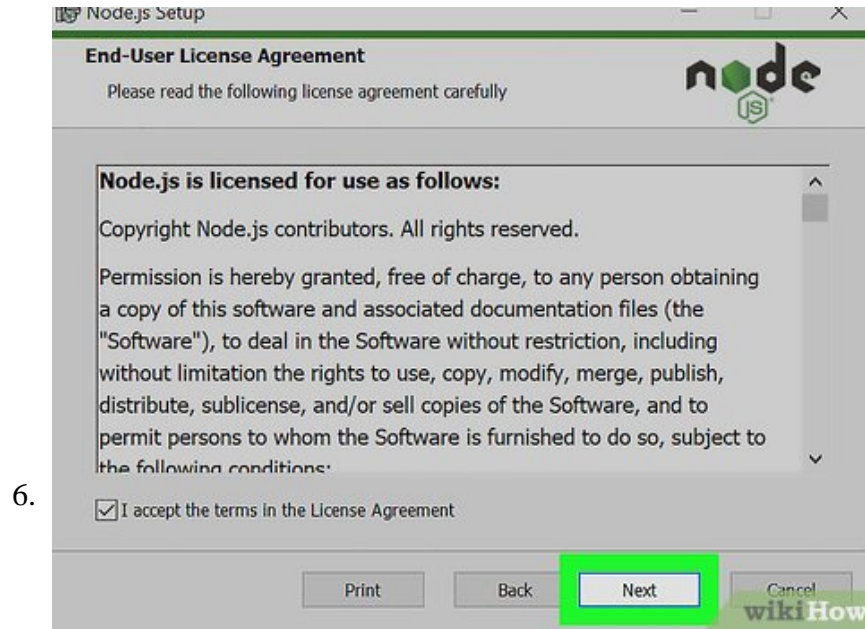 Node.js Setup
End-User License Agreement
Please read the following license agreement carefully
node
JS
Node.js is licensed for use as follows:
Copyright Node.js contributors. All rights reserved.
Permission is hereby granted, free of charge, to any person obtaining
a copy of this software and associated documentation files (the
"Software"), to deal in the Software without restriction, including
without limitation the rights to use, copy, modify, merge, publish,
distribute, sublicense, and/or sell copies of the Software, and to
permit persons to whom the Software is furnished to do so, subject to
the following conditions:
6.
I accept the terms in the License Agreement
Print Back Next Cancel
wikiHow